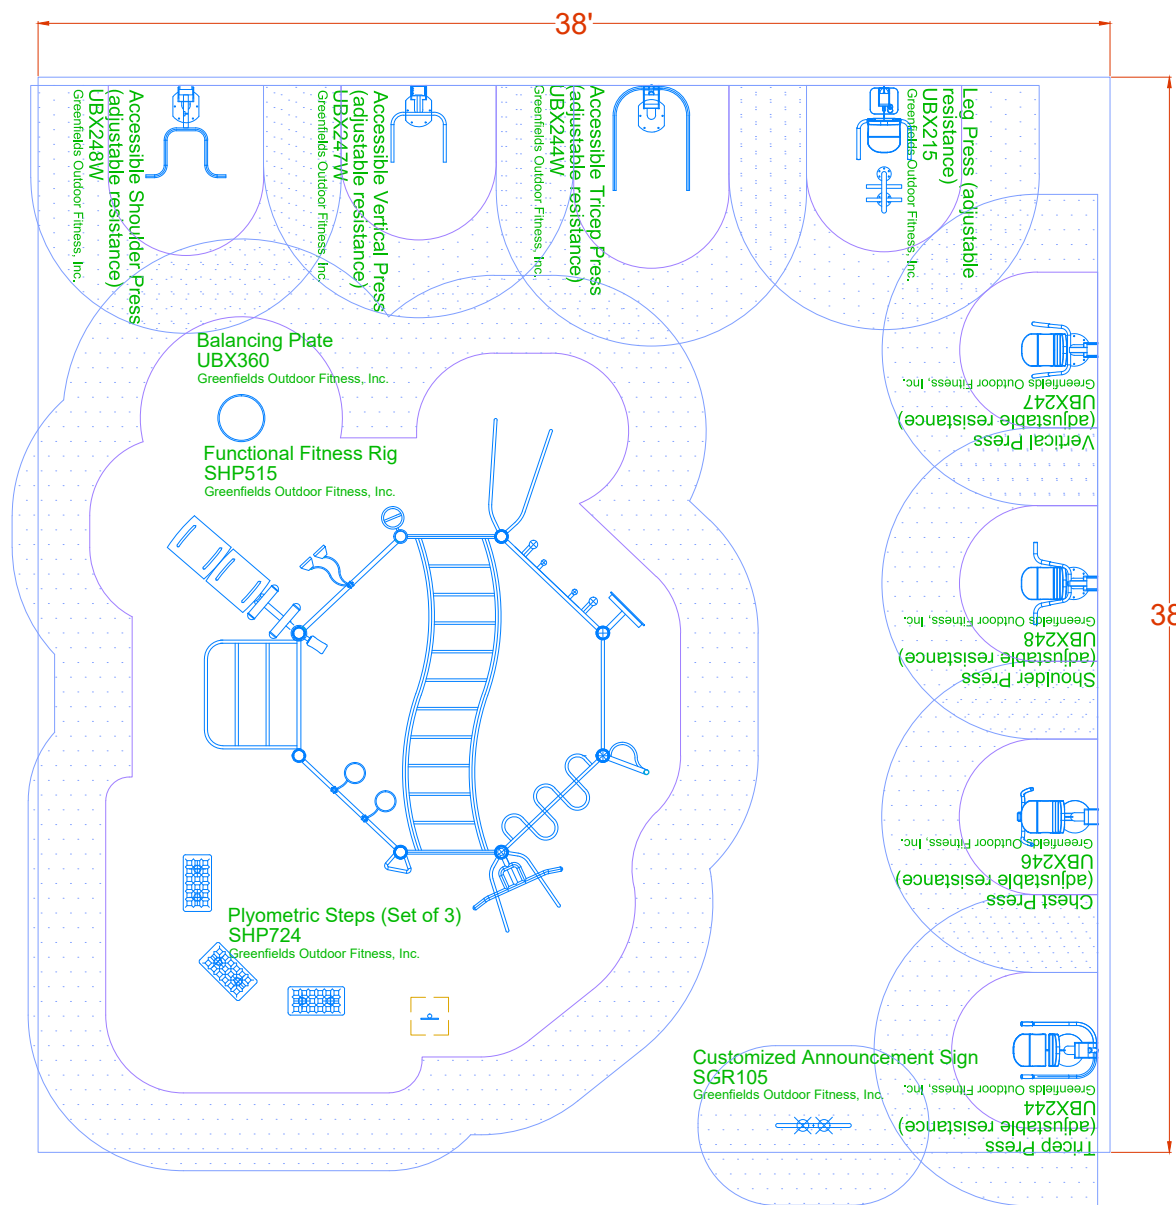 38'
Accessible Shoulder Press
(adjustable resistance)
UBX248W
Greenfields Outdoor Fitness, Inc.
Accessible Vertical Press
(adjustable resistance)
UBX247W
Greenfields Outdoor Fitness, Inc.
Accessible Tricep Press
(adjustable resistance)
UBX244W
Greenfields Outdoor Fitness, Inc.
Leg Press (adjustable
resistance)
UBX215
Greenfields Outdoor Fitness, Inc.
Balancing Plate
UBX360
Greenfields Outdoor Fitness, Inc.
Vertical Press
(adjustable resistance)
UBX247
Greenfields Outdoor Fitness, Inc.
Functional Fitness Rig
SHP515
Greenfields Outdoor Fitness, Inc.
38
Shoulder Press
(adjustable resistance)
UBX248
Greenfields Outdoor Fitness, Inc.
Chest Press
(adjustable resistance)
UBX246
Greenfields Outdoor Fitness, Inc.
Plyometric Steps (Set of 3)
SHP724
Greenfields Outdoor Fitness, Inc.
Customized Announcement Sign
SGR105
Greenfields Outdoor Fitness, Inc.
Tricep Press
(adjustable resistance)
UBX244
Greenfields Outdoor Fitness, Inc.